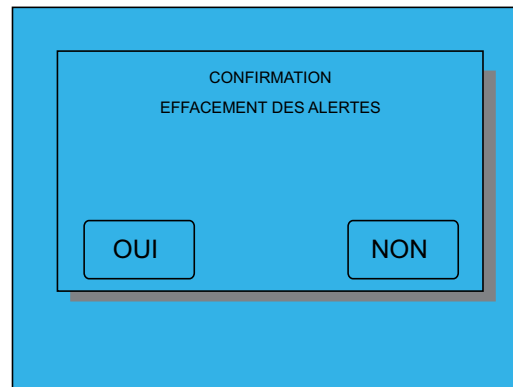 CONFIRMATION
EFFACEMENT DES ALERTES
OUI
NON